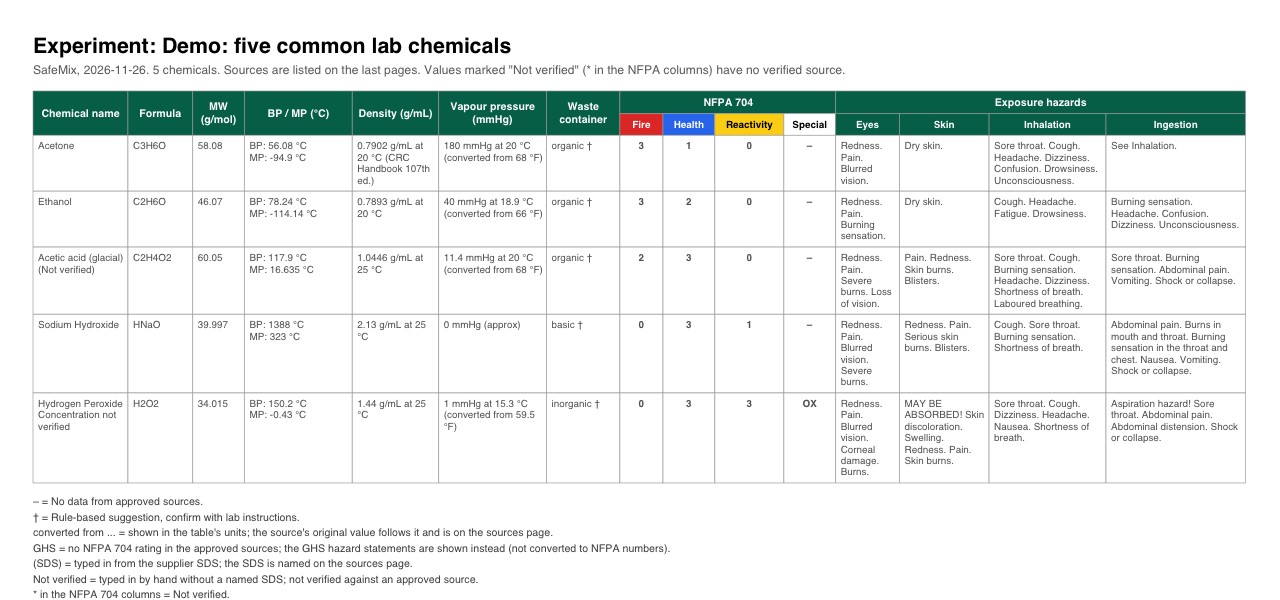 Experiment: Demo: five common lab chemicals
SafeMix, 2026-11-26. 5 chemicals. Sources are listed on the last pages. Values marked "Not verified" (* in the NFPA columns) have no verified source.
Chemical name
Formula
MW
(g/mol)
BP / MP (°C)
Density (g/mL)
Vapour pressure
(mmHg)
Waste
container
NFPA 704
Exposure hazards
Fire
Health
Reactivity
Special
Eyes
Skin
Inhalation
Ingestion
Acetone
C3H6O
58.08
BP: 56.08 °C
MP: -94.9 °C
0.7902 g/mL at
20 °C (CRC
Handbook 107th
ed.)
180 mmHg at 20 °C
(converted from 68 °F)
organic †
3
1
0
–
Redness.
Pain.
Blurred
vision.
Dry skin.
Sore throat. Cough.
Headache. Dizziness.
Confusion. Drowsiness.
Unconsciousness.
See Inhalation.
Ethanol
C2H6O
46.07
BP: 78.24 °C
MP: -114.14 °C
0.7893 g/mL at
20 °C
40 mmHg at 18.9 °C
(converted from 66 °F)
organic †
3
2
0
–
Redness.
Pain.
Burning
sensation.
Dry skin.
Cough. Headache.
Fatigue. Drowsiness.
Burning sensation.
Headache. Confusion.
Dizziness. Unconsciousness.
Acetic acid (glacial)
(Not verified)
C2H4O2
60.05
BP: 117.9 °C
MP: 16.635 °C
1.0446 g/mL at
25 °C
11.4 mmHg at 20 °C
(converted from 68 °F)
organic †
2
3
0
–
Redness.
Pain.
Severe
burns. Loss
of vision.
Pain. Redness.
Skin burns.
Blisters.
Sore throat. Cough.
Burning sensation.
Headache. Dizziness.
Shortness of breath.
Laboured breathing.
Sore throat. Burning
sensation. Abdominal pain.
Vomiting. Shock or collapse.
Sodium Hydroxide
HNaO
39.997
BP: 1388 °C
MP: 323 °C
2.13 g/mL at 25
°C
0 mmHg (approx)
basic †
0
3
1
–
Redness.
Pain.
Blurred
vision.
Severe
burns.
Redness. Pain.
Serious skin
burns. Blisters.
Cough. Sore throat.
Burning sensation.
Shortness of breath.
Abdominal pain. Burns in
mouth and throat. Burning
sensation in the throat and
chest. Nausea. Vomiting.
Shock or collapse.
Hydrogen Peroxide
Concentration not
verified
H2O2
34.015
BP: 150.2 °C
MP: -0.43 °C
1.44 g/mL at 25
°C
1 mmHg at 15.3 °C
(converted from 59.5
°F)
inorganic †
0
3
3
OX
Redness.
Pain.
Blurred
vision.
Corneal
damage.
Burns.
MAY BE
ABSORBED! Skin
discoloration.
Swelling.
Redness. Pain.
Skin burns.
Sore throat. Cough.
Dizziness. Headache.
Nausea. Shortness of
breath.
Aspiration hazard! Sore
throat. Abdominal pain.
Abdominal distension. Shock
or collapse.
– = No data from approved sources.
† = Rule-based suggestion, confirm with lab instructions.
converted from ... = shown in the table's units; the source's original value follows it and is on the sources page.
GHS = no NFPA 704 rating in the approved sources; the GHS hazard statements are shown instead (not converted to NFPA numbers).
(SDS) = typed in from the supplier SDS; the SDS is named on the sources page.
Not verified = typed in by hand without a named SDS; not verified against an approved source.
* in the NFPA 704 columns = Not verified.